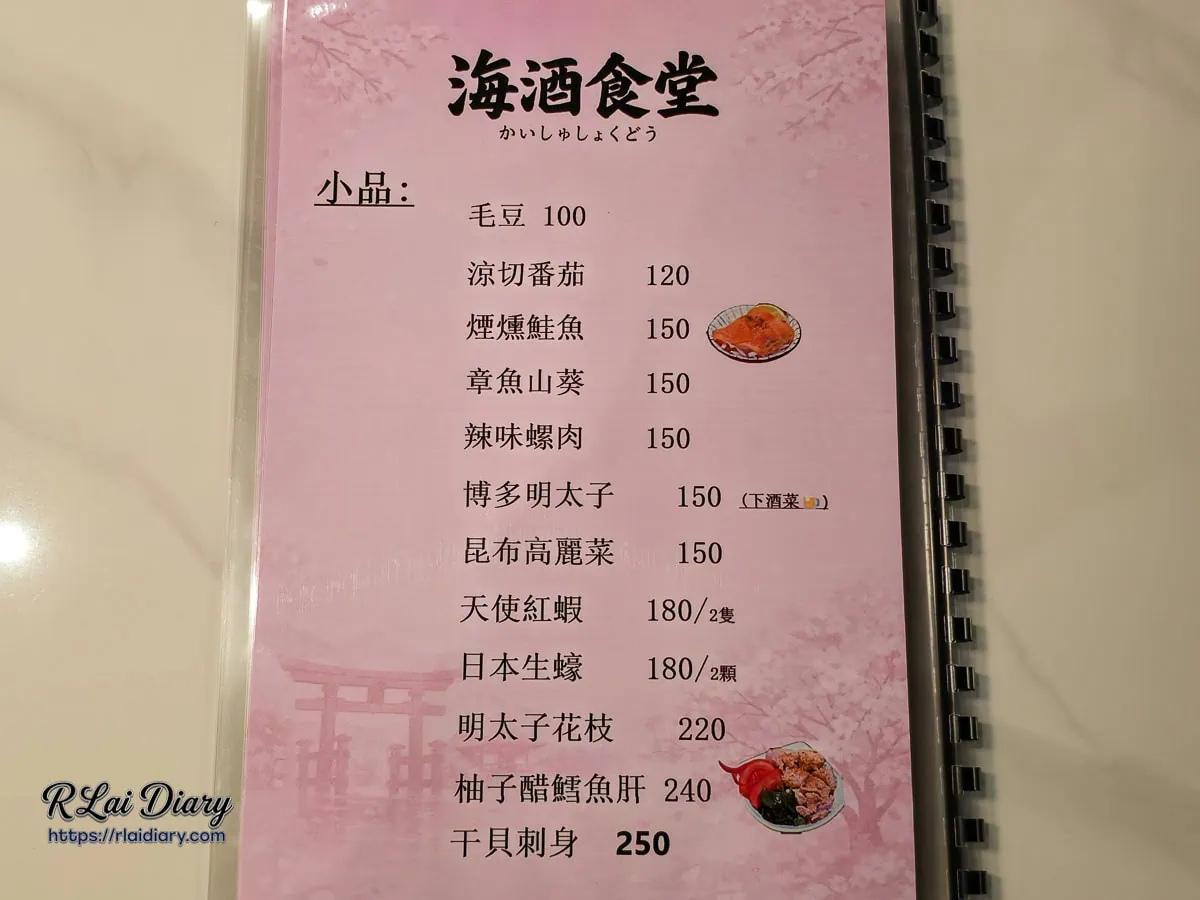 海酒食堂
かいしゅしょくどう
小品:
毛豆 100
涼切番茄 120
煙燻鮭魚 150
章魚山葵 150
辣味螺肉 150
博多明太子 150 (下酒菜🍻)
昆布高麗菜 150
天使紅蝦 180/2隻
日本生蠔 180/2顆
明太子花枝 220
柚子醋鱈魚肝 240
干貝刺身 250
RLai Diary
https://rlaidiary.com